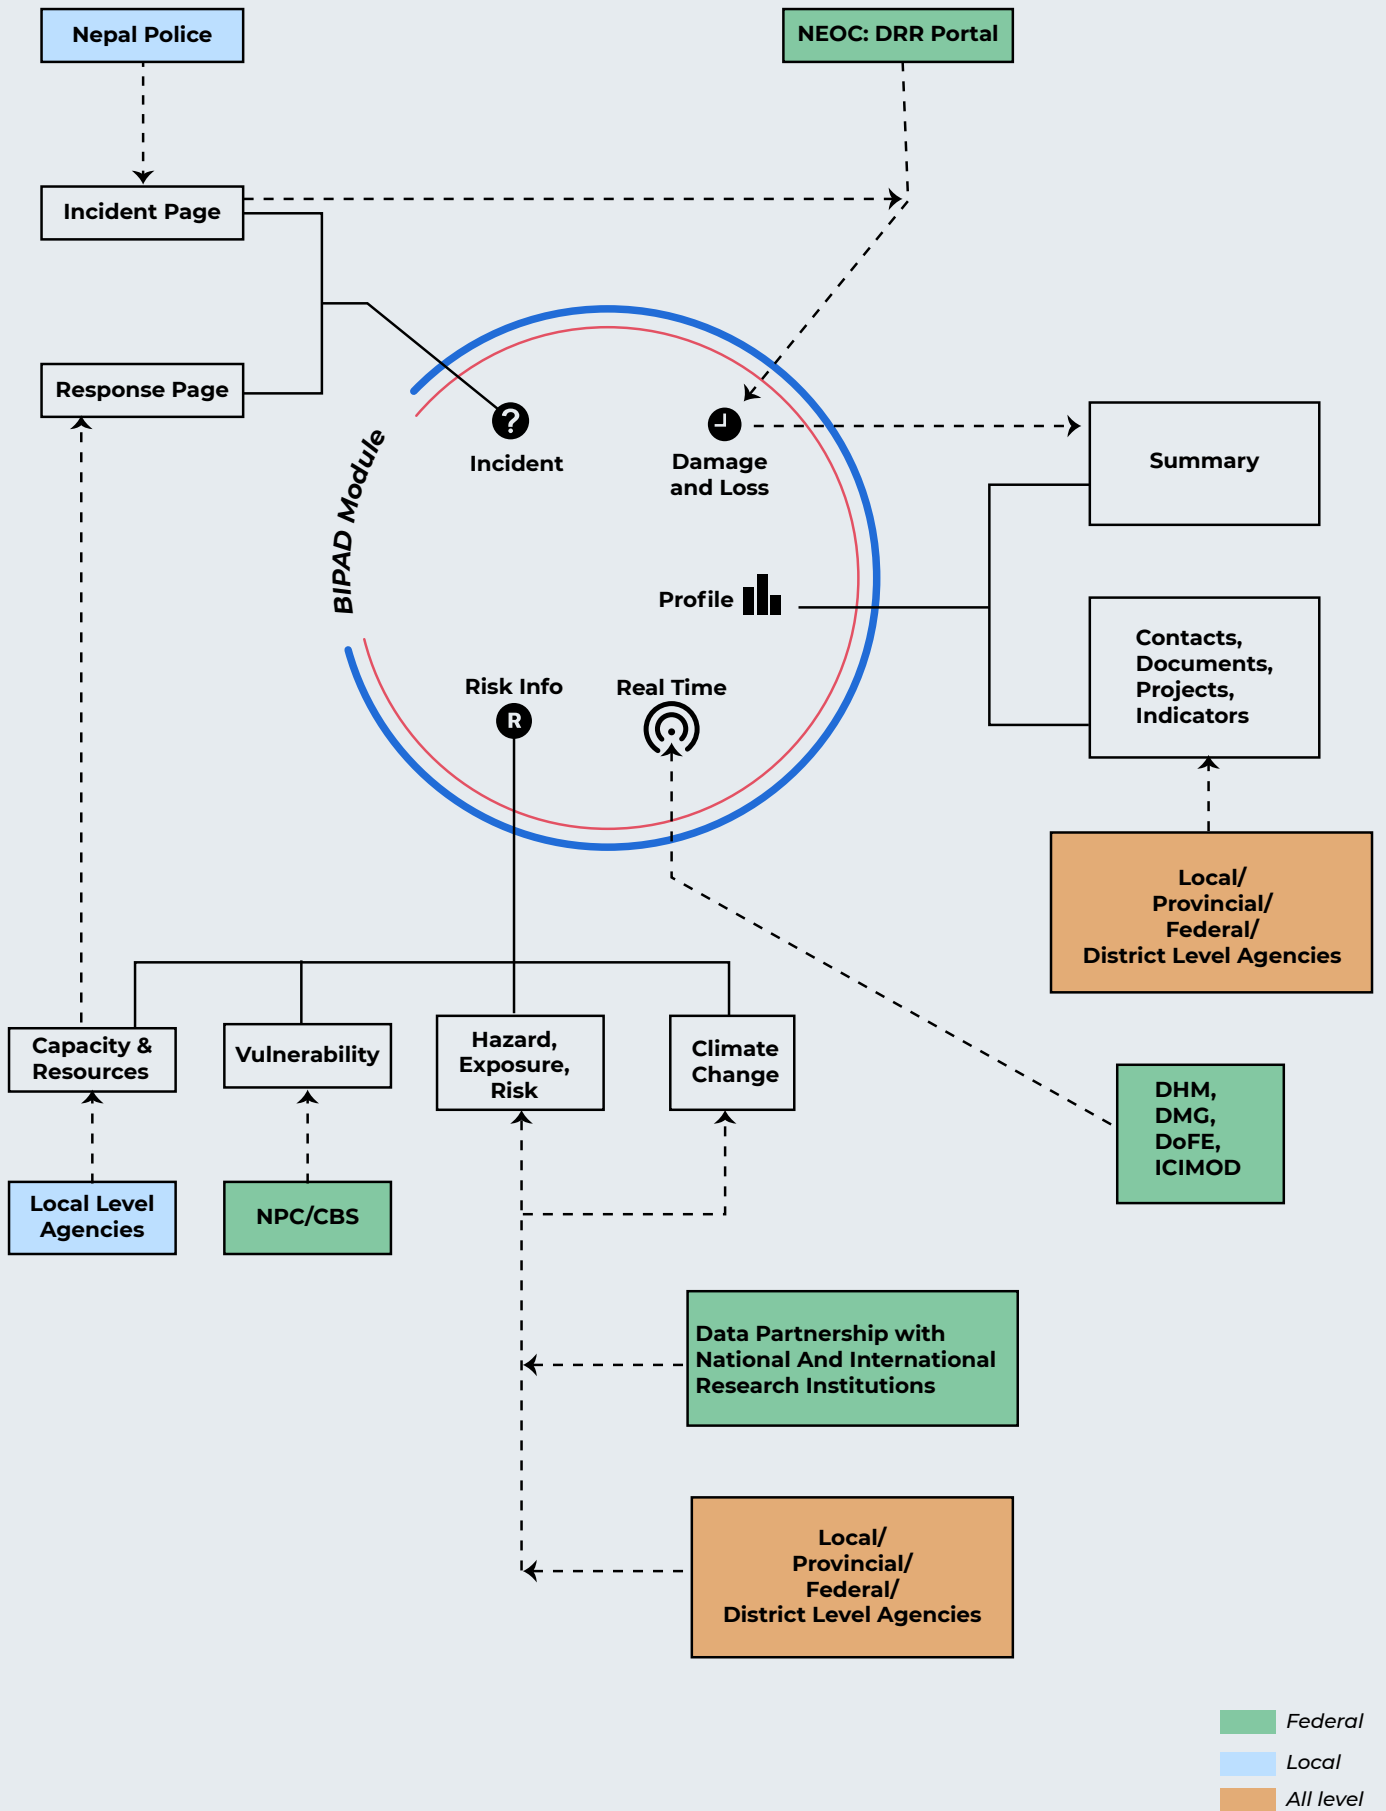 Nepal Police
NEOC: DRR Portal
Incident Page
Response Page
BIPAD Module
Incident
Damage
and Loss
Summary
Profile
Contacts,
Documents,
Projects,
Indicators
Risk Info
R
Real Time
Local/
Provincial/
Federal/
District Level Agencies
Capacity &
Resources
Vulnerability
Hazard,
Exposure,
Risk
Climate
Change
DHM,
DMG,
DoFE,
ICIMOD
Local Level
Agencies
NPC/CBS
Data Partnership with
National And International
Research Institutions
Local/
Provincial/
Federal/
District Level Agencies
Federal
Local
All level